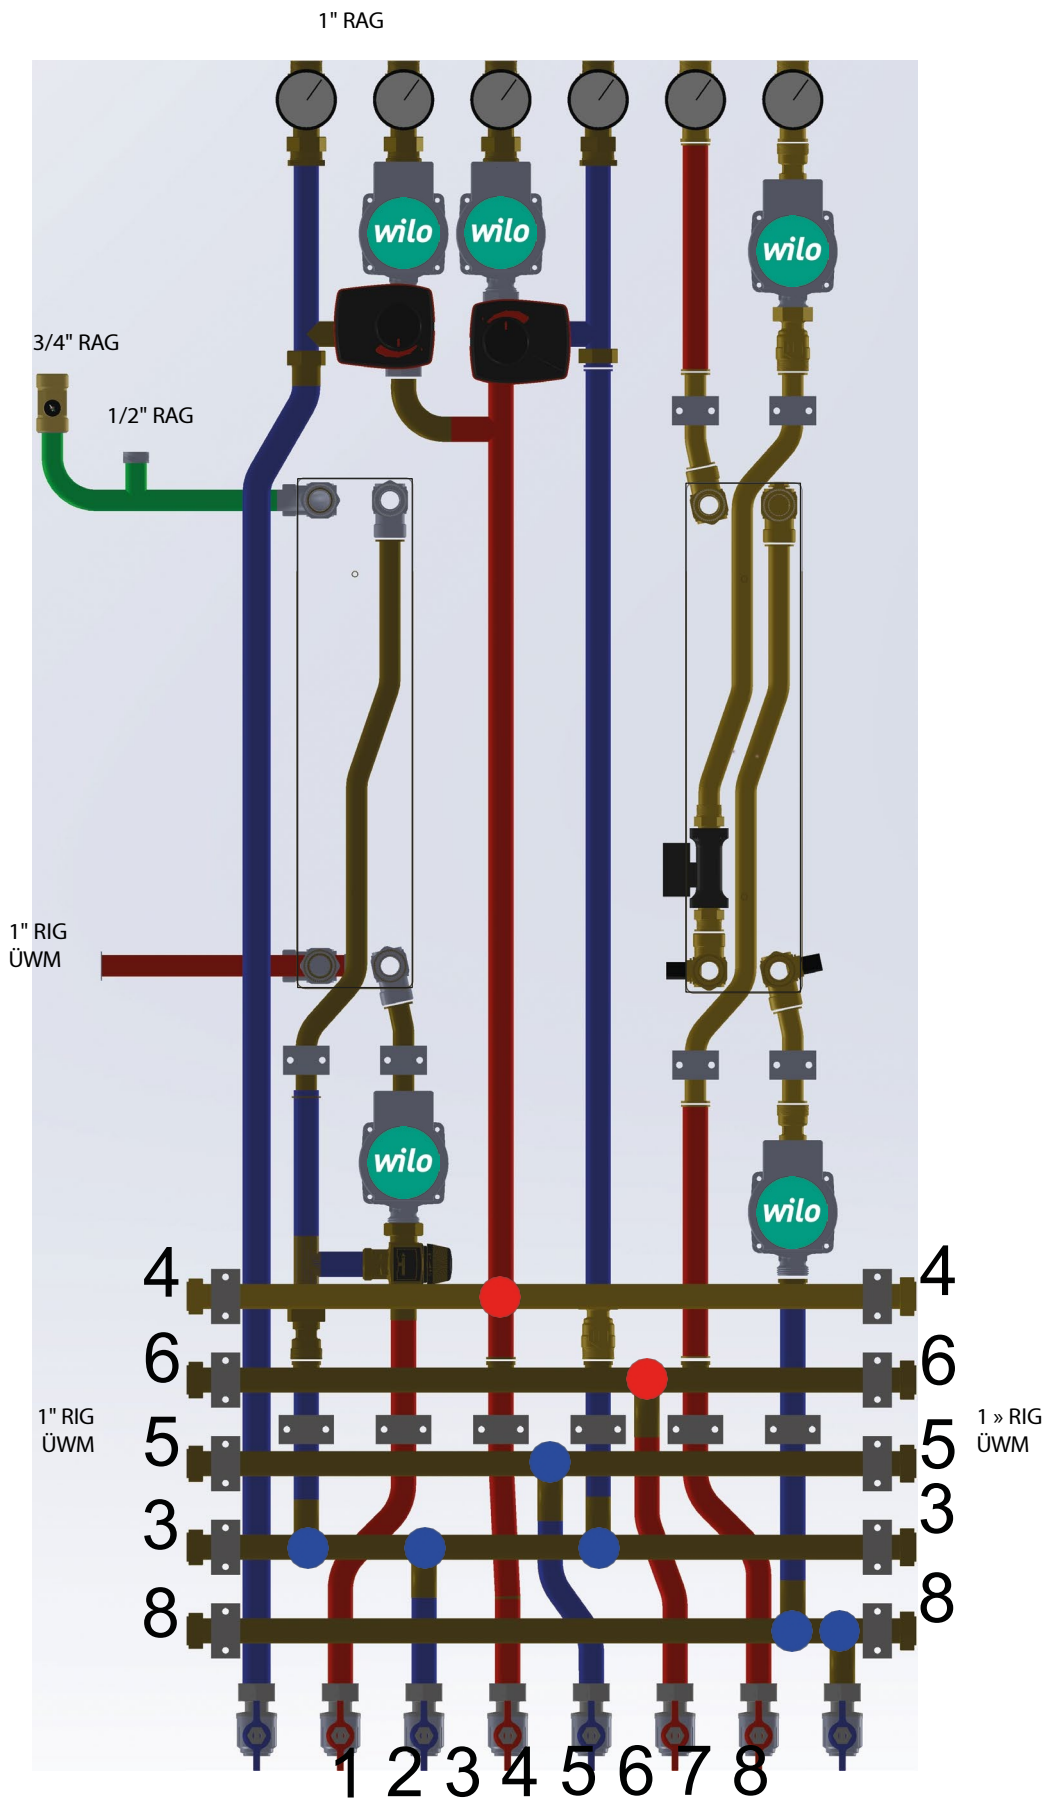 1" RAG
wilo wilo
wilo
3/4" RAG
1/2" RAG
1" RIG
ÜWM
wilo
wilo
4 4
6 6
1" RIG
ÜWM
1 » RIG
ÜWM
5 5
3 3
8 8
1 2 3 4 5 6 7 8